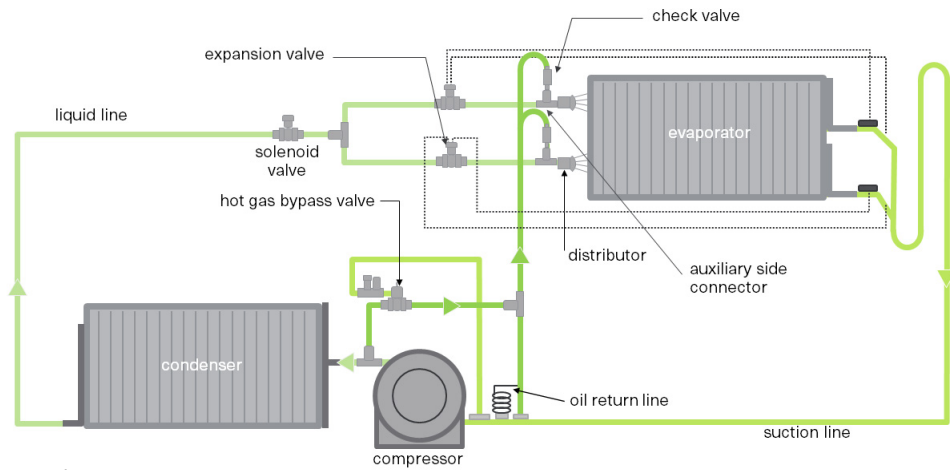 check valve
expansion valve
liquid line
evaporator
solenoid
valve
hot gas bypass valve
distributor
auxiliary side
connector
condenser
oil return line
suction line
compressor